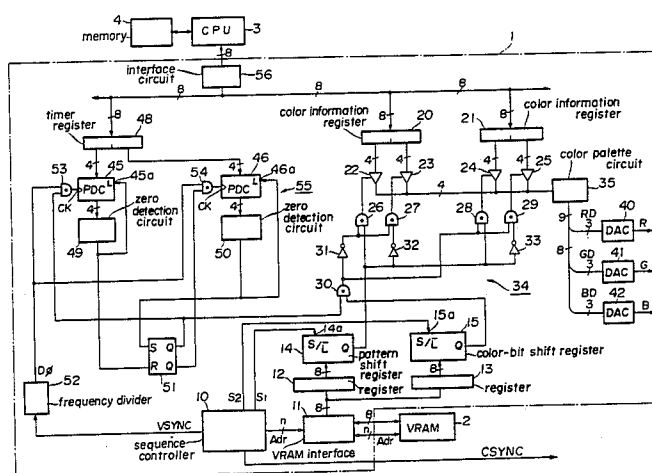 4
memory
CPU
3
1
8
interface circuit
56
8
8
8
8
timer register
48
color information register
20
21
color information register
4
4
4
4
4
4
53
45
45a
54
46
46a
PDC
L
PDC
L
CK
CK
55
22
23
24
25
color palette circuit
35
4
4
4
zero detection circuit
49
zero detection circuit
50
26
27
28
29
9
RD
3
DAC
40
R
8
GD
3
DAC
41
G
BD
3
DAC
42
B
31
32
33
30
34
S
Q
R
Q
51
14a
15a
15
S/L
Q
S/L
Q
14
pattern shift register
color-bit shift register
8
8
12
register
13
register
DØ
52
frequency divider
VSYNC
10
sequence controller
S2
S1
11
8
8
n
Adr
n
Adr
VRAM
2
VRAM interface
CSYNC